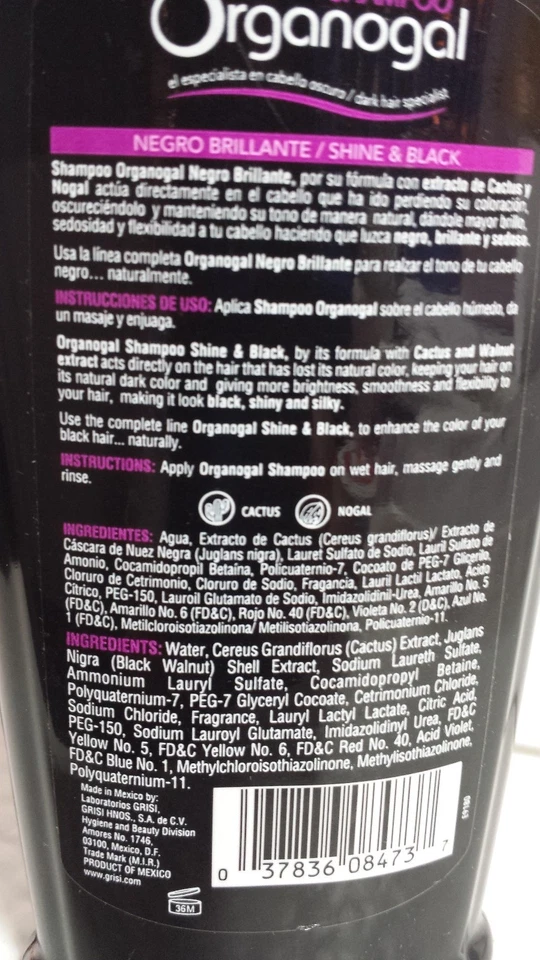 SHAMPOO
Organogal
el especialista en cabello oscuro / dark hair specialist
NEGRO BRILLANTE / SHINE & BLACK
Shampoo Organogal Negro Brillante, por su fórmula con extracto de Cactus y
Nogal actúa directamente en el cabello que ha ido perdiendo su coloración,
oscureciéndolo y manteniendo su tono de manera natural, dándole mayor brillo,
sedosidad y flexibilidad a tu cabello haciendo que luzca negro, brillante y sedoso.
Usa la línea completa Organogal Negro Brillante para realzar el tono de tu cabello
negro... naturalmente.
INSTRUCCIONES DE USO: Aplica Shampoo Organogal sobre el cabello húmedo, da
un masaje y enjuaga.
Organogal Shampoo Shine & Black, by its formula with Cactus and Walnut
extract acts directly on the hair that has lost its natural color, keeping your hair on
its natural dark color and giving more brightness, smoothness and flexibility to
your hair, making it look black, shiny and silky.
Use the complete line Organogal Shine & Black, to enhance the color of your
black hair... naturally.
INSTRUCTIONS: Apply Organogal Shampoo on wet hair, massage gently and
rinse.
CACTUS NOGAL
INGREDIENTES: Agua, Extracto de Cactus (Cereus grandiflorus)/ Extracto de
Cáscara de Nuez Negra (Juglans nigra), Lauret Sulfato de Sodio, Lauril Sulfato de
Amonio, Cocamidopropil Betaina, Policuaternio-7, Cocoato de PEG-7 Glicerilo,
Cloruro de Cetrimonio, Cloruro de Sodio, Fragancia, Lauril Lactil Lactato, Acido
Cítrico, PEG-150, Lauroil Glutamato de Sodio, Imidazolidinil-Urea, Amarillo No. 5
(FD&C), Amarillo No. 6 (FD&C), Rojo No. 40 (FD&C), Violeta No. 2 (D&C), Azul No.
1 (FD&C), Metilcloroisotiazolinona/ Metilisotiazolinona, Policuaternio-11.
INGREDIENTS: Water, Cereus Grandiflorus (Cactus) Extract, Juglans
Nigra (Black Walnut) Shell Extract, Sodium Laureth Sulfate,
Ammonium Lauryl Sulfate, Cocamidopropyl Betaine,
Polyquaternium-7, PEG-7 Glyceryl Cocoate, Cetrimonium Chloride,
Sodium Chloride, Fragrance, Lauryl Lactyl Lactate, Citric Acid,
PEG-150, Sodium Lauroyl Glutamate, Imidazolidinyl Urea, FD&C
Yellow No. 5, FD&C Yellow No. 6, FD&C Red No. 40, Acid Violet,
FD&C Blue No. 1, Methylchloroisothiazolinone, Methylisothiazolinone,
Polyquaternium-11.
Made in Mexico by:
Laboratorios GRISI,
GRISI HNOS., S.A. de C.V.
Hygiene and Beauty Division
Amores No. 1746,
03100, Mexico, D.F.
Trade Mark (M.I.R.)
PRODUCT OF MEXICO
www.grisi.com
0 37836 08473 7
36M